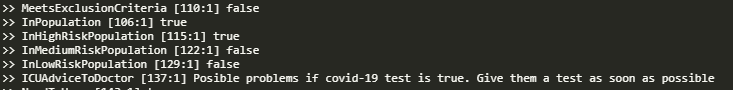 >> MeetsExclusionCriteria [110:1] false
>> InPopulation [106:1] true
>> InHighRiskPopulation [115:1] true
>> InMediumRiskPopulation [122:1] false
>> InLowRiskPopulation [129:1] false
>> ICUAdviceToDoctor [137:1] Posible problems if covid-19 test is true. Give them a test as soon as possible